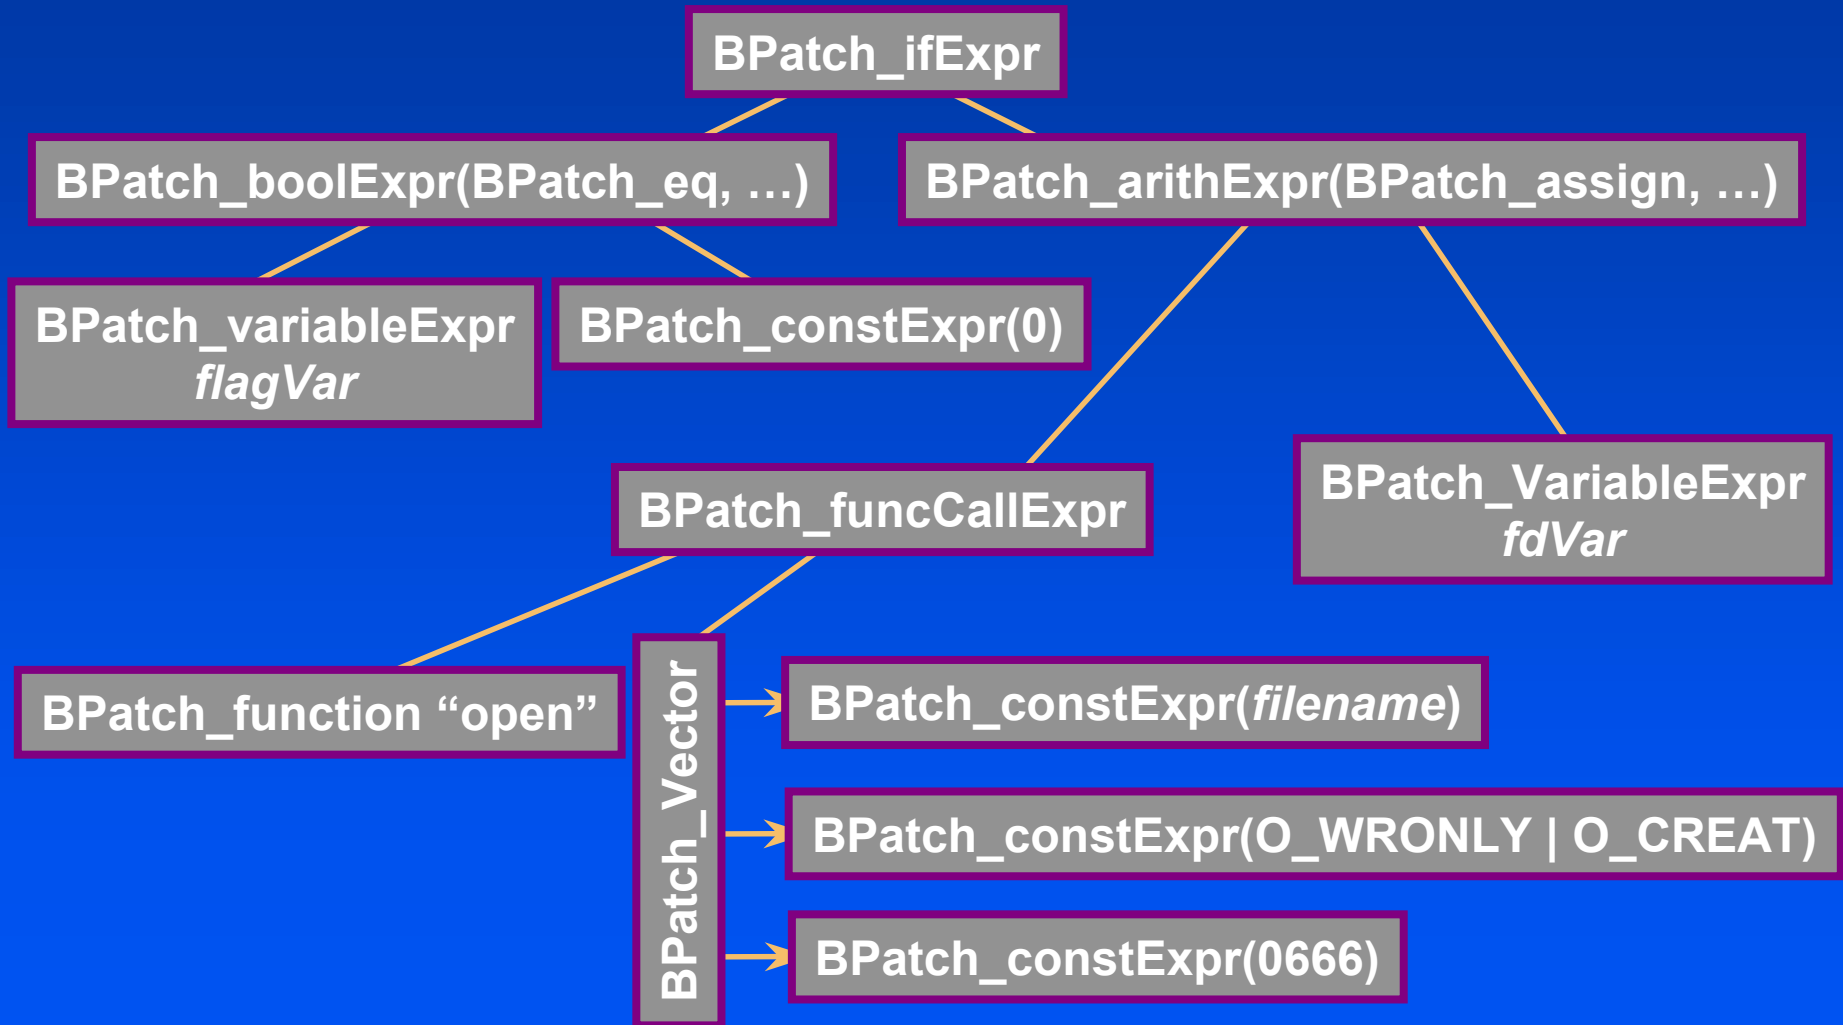 BPatch_ifExpr
BPatch_boolExpr(BPatch_eq, …)
BPatch_arithExpr(BPatch_assign, …)
BPatch_variableExpr
flagVar
BPatch_constExpr(0)
BPatch_funcCallExpr
BPatch_VariableExpr
fdVar
BPatch_function “open”
BPatch_Vector
BPatch_constExpr(filename)
BPatch_constExpr(O_WRONLY | O_CREAT)
BPatch_constExpr(0666)